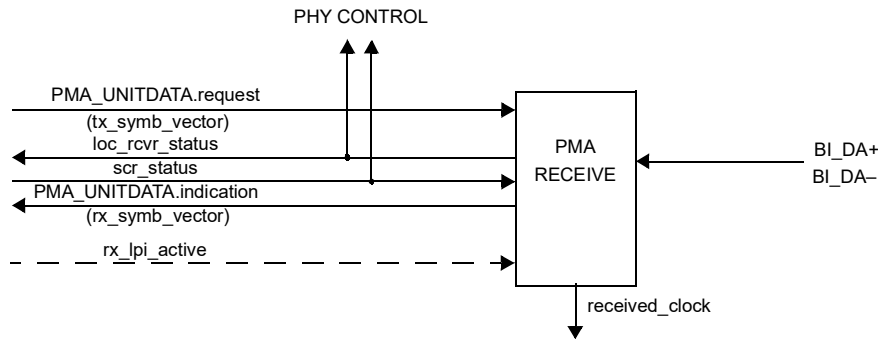 PHY CONTROL
PMA_UNITDATA.request
(tx_symb_vector)
loc_rcvr_status
scr_status
PMA_UNITDATA.indication
(rx_symb_vector)
rx_lpi_active
PMA
RECEIVE
BI_DA+
BI_DA–
received_clock